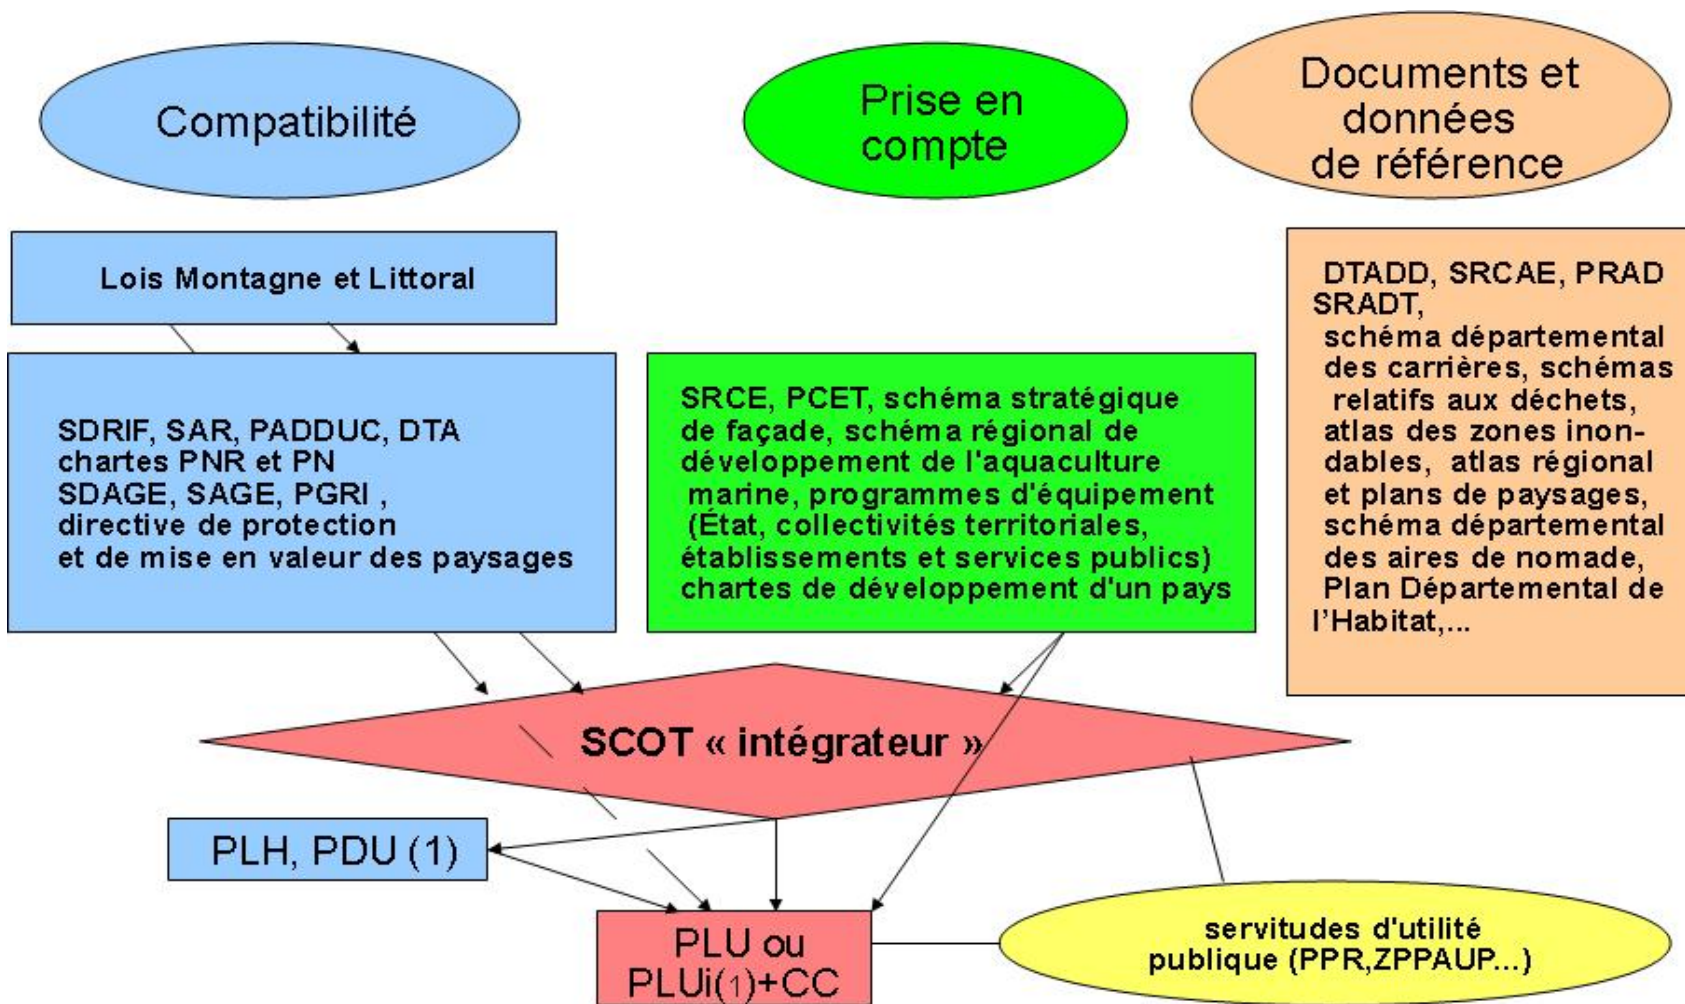 Compatibilité
Prise en
compte
Documents et
données
de référence
Lois Montagne et Littoral
SDRIF, SAR, PADDUC, DTA
chartes PNR et PN
SDAGE, SAGE, PGRI ,
directive de protection
et de mise en valeur des paysages
SRCE, PCET, schéma stratégique
de façade, schéma régional de
développement de l'aquaculture
marine, programmes d'équipement
(État, collectivités territoriales,
établissements et services publics)
chartes de développement d'un pays
DTADD, SRCAE, PRAD
SRADT,
schéma départemental
des carrières, schémas
relatifs aux déchets,
atlas des zones inon-
dables, atlas régional
et plans de paysages,
schéma départemental
des aires de nomade,
Plan Départemental de
l'Habitat,...
SCOT « intégrateur »
PLH, PDU (1)
PLU ou
PLUi(1)+CC
servitudes d'utilité
publique (PPR,ZPPAUP...)